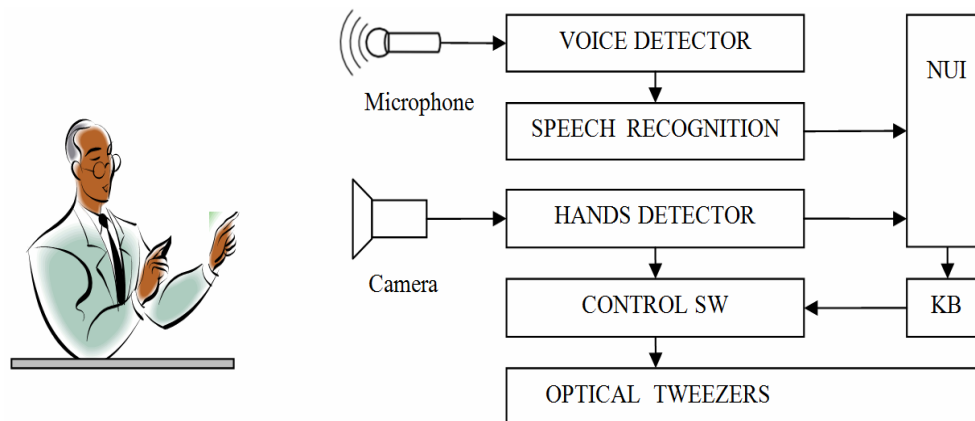 VOICE DETECTOR
NUI
Microphone
SPEECH RECOGNITION
HANDS DETECTOR
Camera
CONTROL SW
KB
OPTICAL TWEEZERS